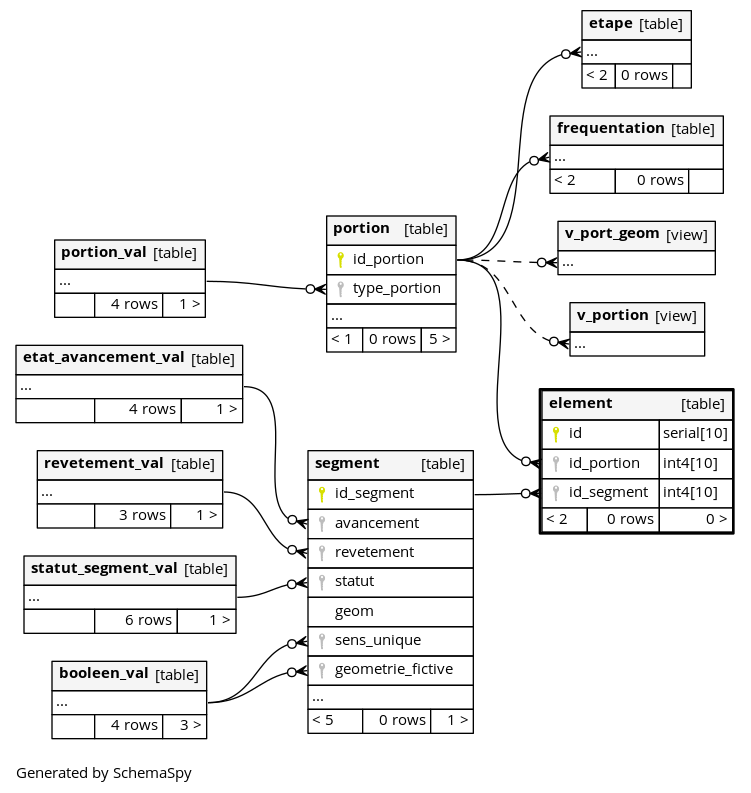 etape [table]
...
< 2 0 rows
frequentation [table]
...
< 2 0 rows
v_port_geom [view]
...
v_portion [view]
...
portion [table]
id_portion
type_portion
...
< 1 0 rows 5 >
portion_val [table]
...
4 rows 1 >
etat_avancement_val [table]
...
4 rows 1 >
revetement_val [table]
...
3 rows 1 >
statut_segment_val [table]
...
6 rows 1 >
booleen_val [table]
...
4 rows 3 >
segment [table]
id_segment
avancement
revetement
statut
geom
sens_unique
geometrie_fictive
...
< 5 0 rows 1 >
element [table]
id serial[10]
id_portion int4[10]
id_segment int4[10]
< 2 0 rows 0 >
Generated by SchemaSpy